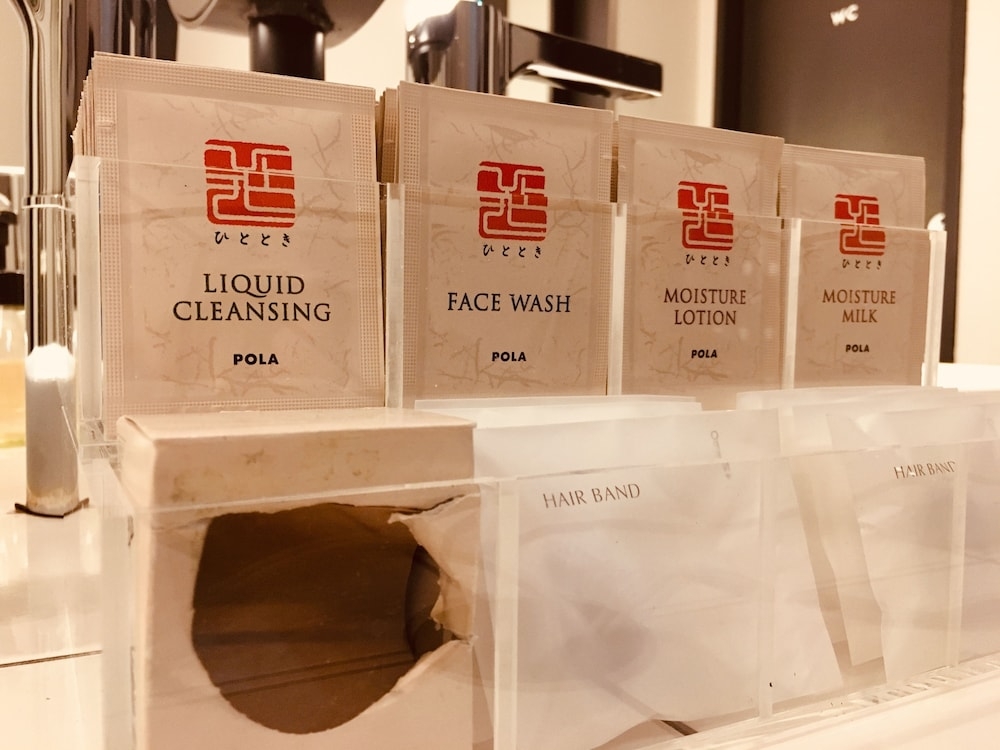 WC
ひととき
LIQUID
CLEANSING
POLA
ひととき
FACE WASH
POLA
ひととき
MOISTURE
LOTION
POLA
ひととき
MOISTURE
MILK
POLA
HAIR BAND
HAIR BAND